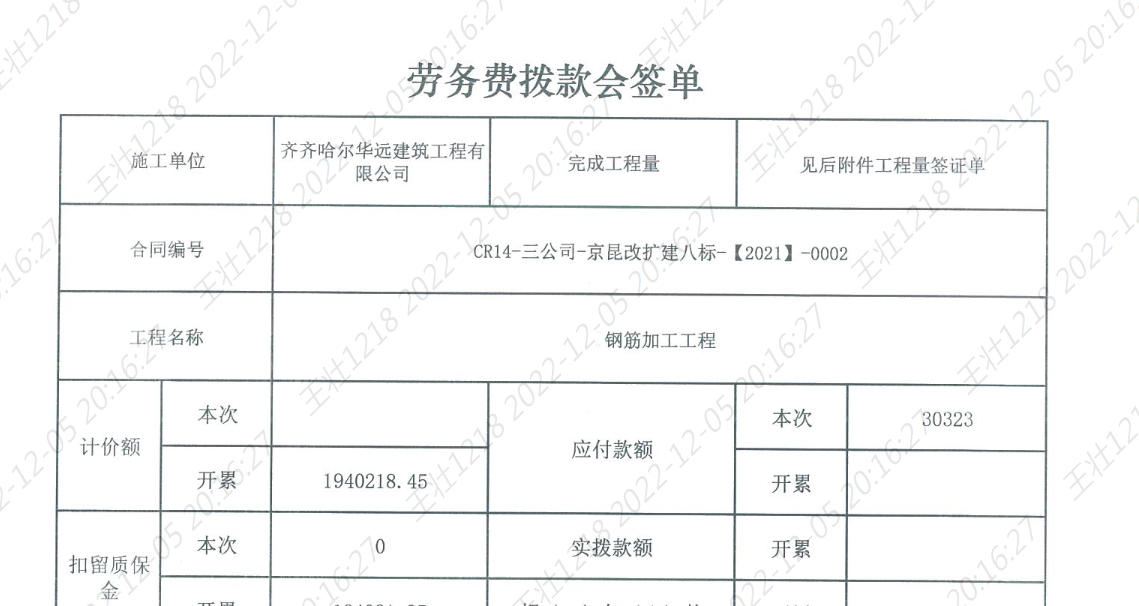 劳务费拨款会签单
施工单位
齐齐哈尔华远建筑工程有
限公司
完成工程量
见后附件工程量签证单
合同编号
CR14-三公司-京昆改扩建八标-【2021】-0002
工程名称
钢筋加工工程
计价额
本次
应付款额
本次
30323
开累
1940218.45
开累
扣留质保
金
本次
0
实拨款额
开累
王壮1218 2022-12-05 20:16:27